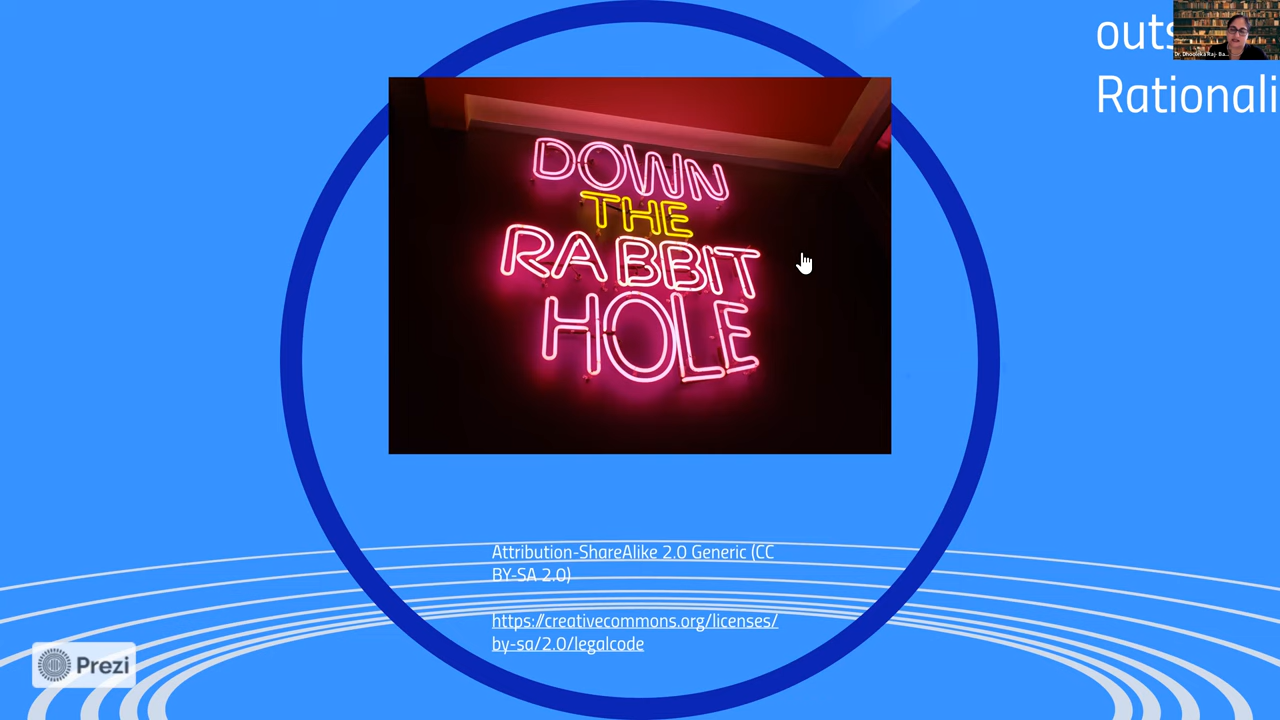 outs
Rationali
DOWN
THE
RABBIT
HOLE
Attribution-ShareAlike 2.0 Generic (CC
BY-SA 2.0)
https://creativecommons.org/licenses/
by-sa/2.0/legalcode
Prezi